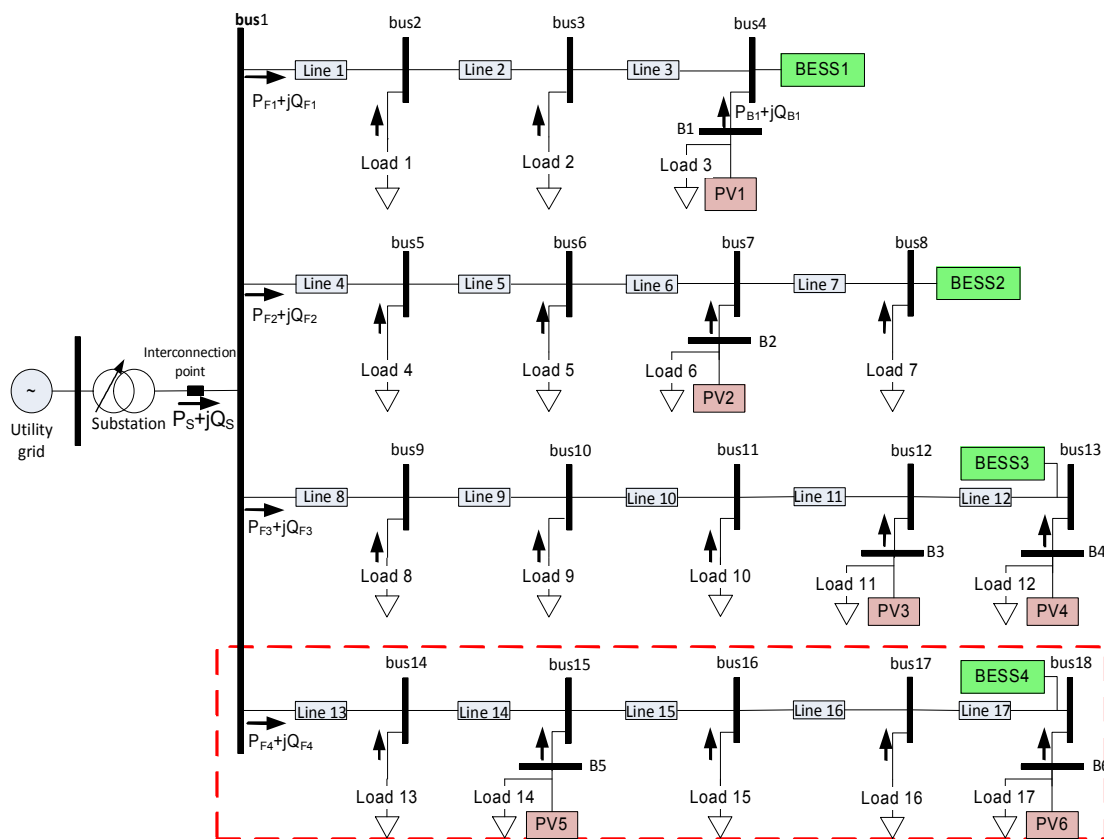 bus1
bus2
bus3
bus4
Line 1
Line 2
Line 3
BESS1
PF1+jQF1
PB1+jQB1
B1
Load 1
Load 2
Load 3
PV1
bus5
bus6
bus7
bus8
Line 4
Line 5
Line 6
Line 7
BESS2
PF2+jQF2
B2
Load 4
Load 5
Load 6
Load 7
PV2
Interconnection
point
~
Utility
grid
Substation
PS+jQS
bus9
bus10
bus11
bus12
bus13
BESS3
Line 8
Line 9
Line 10
Line 11
Line 12
PF3+jQF3
B3
B4
Load 8
Load 9
Load 10
Load 11
Load 12
PV3
PV4
bus14
bus15
bus16
bus17
bus18
BESS4
Line 13
Line 14
Line 15
Line 16
Line 17
PF4+jQF4
B5
B6
Load 13
Load 14
Load 15
Load 16
Load 17
PV5
PV6